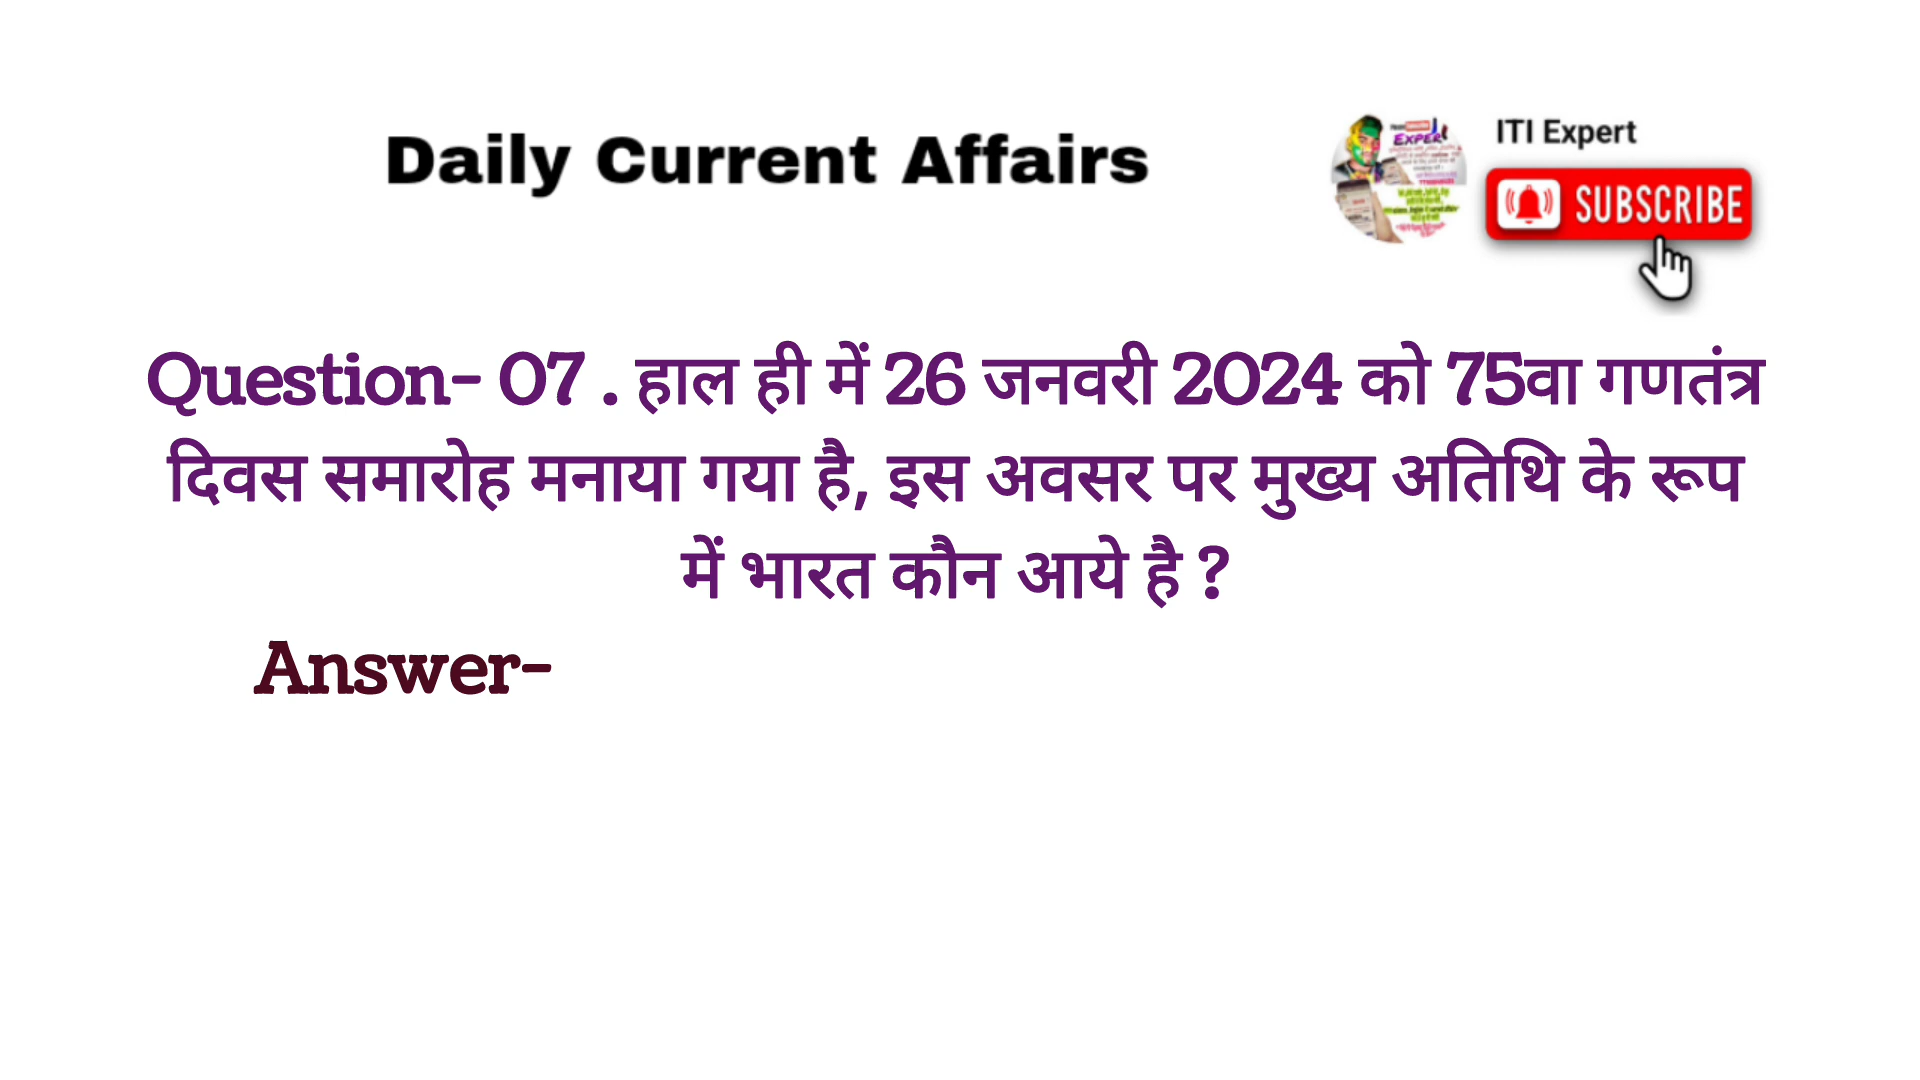 Daily Current Affairs
ITI Expert
EXPERT
SUBSCRIBE
Question- 07 . हाल ही में 26 जनवरी 2024 को 75वा गणतंत्र
दिवस समारोह मनाया गया है, इस अवसर पर मुख्य अतिथि के रूप
में भारत कौन आये है ?
Answer-